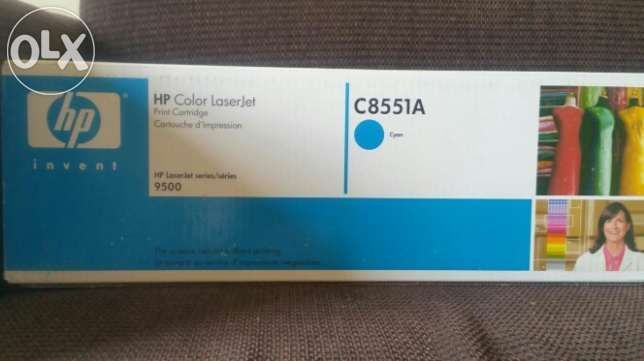 OLX
hp
invent
HP Color LaserJet
Print Cartridge
Cartouche d'impression
HP LaserJet series/séries
9500
C8551A
Cyan